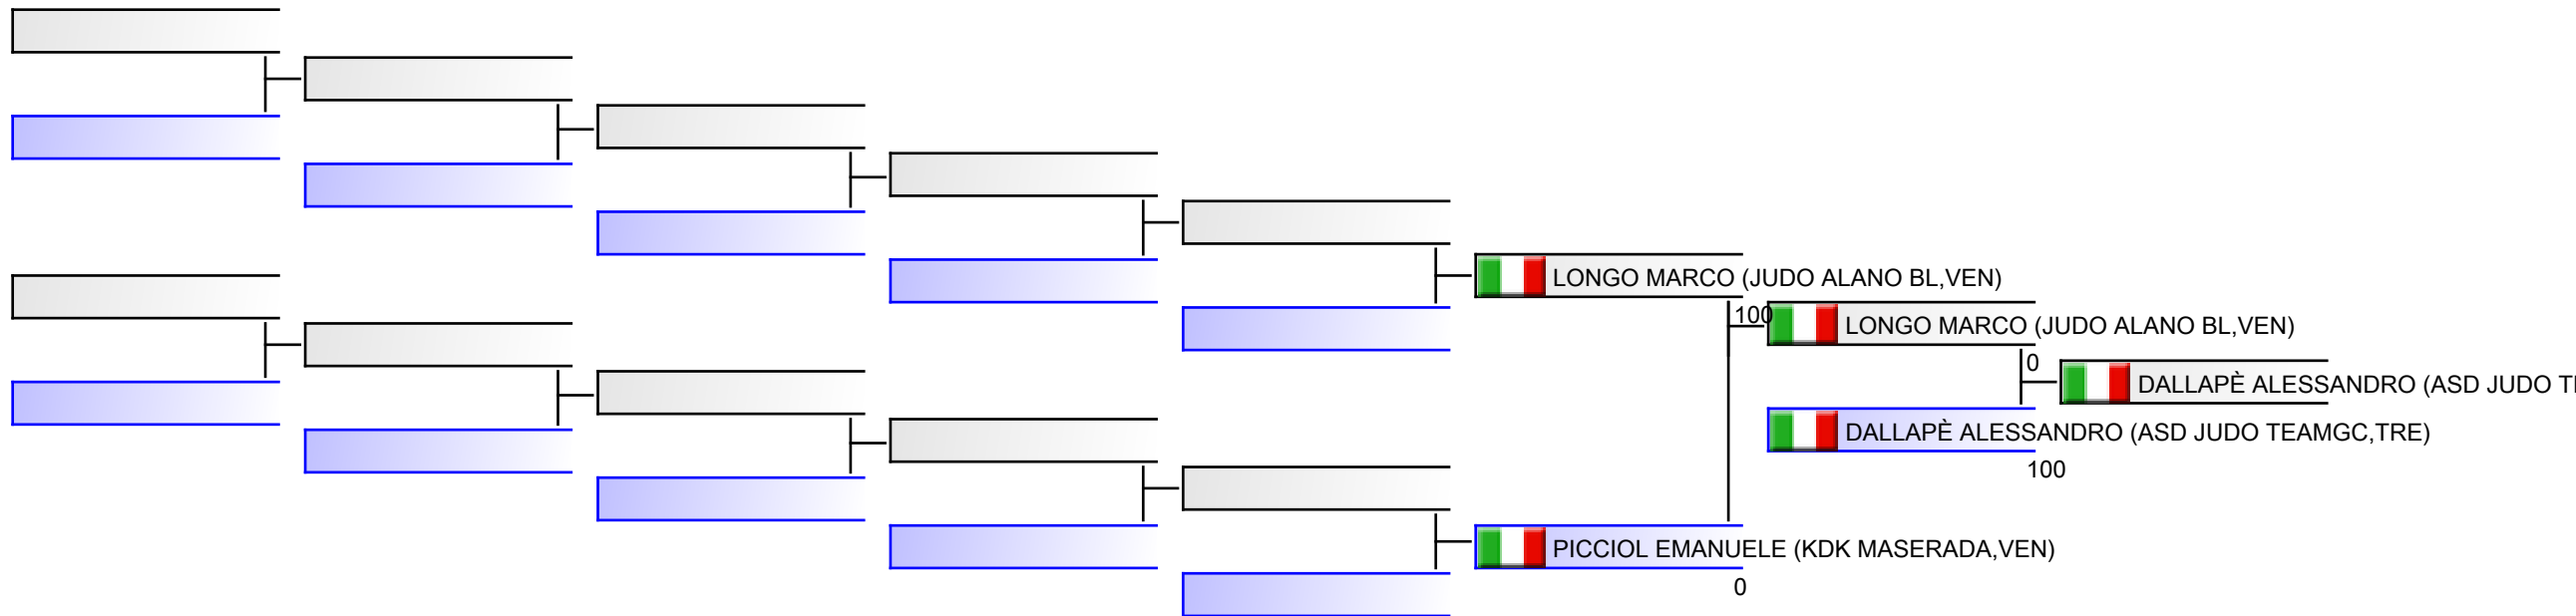 LONGO MARCO (JUDO ALANO BL,VEN)
100
LONGO MARCO (JUDO ALANO BL,VEN)
0
DALLAPÈ ALESSANDRO (ASD JUDO
DALLAPÈ ALESSANDRO (ASD JUDO TEAMGC,TRE)
100
PICCIOL EMANUELE (KDK MASERADA,VEN)
0